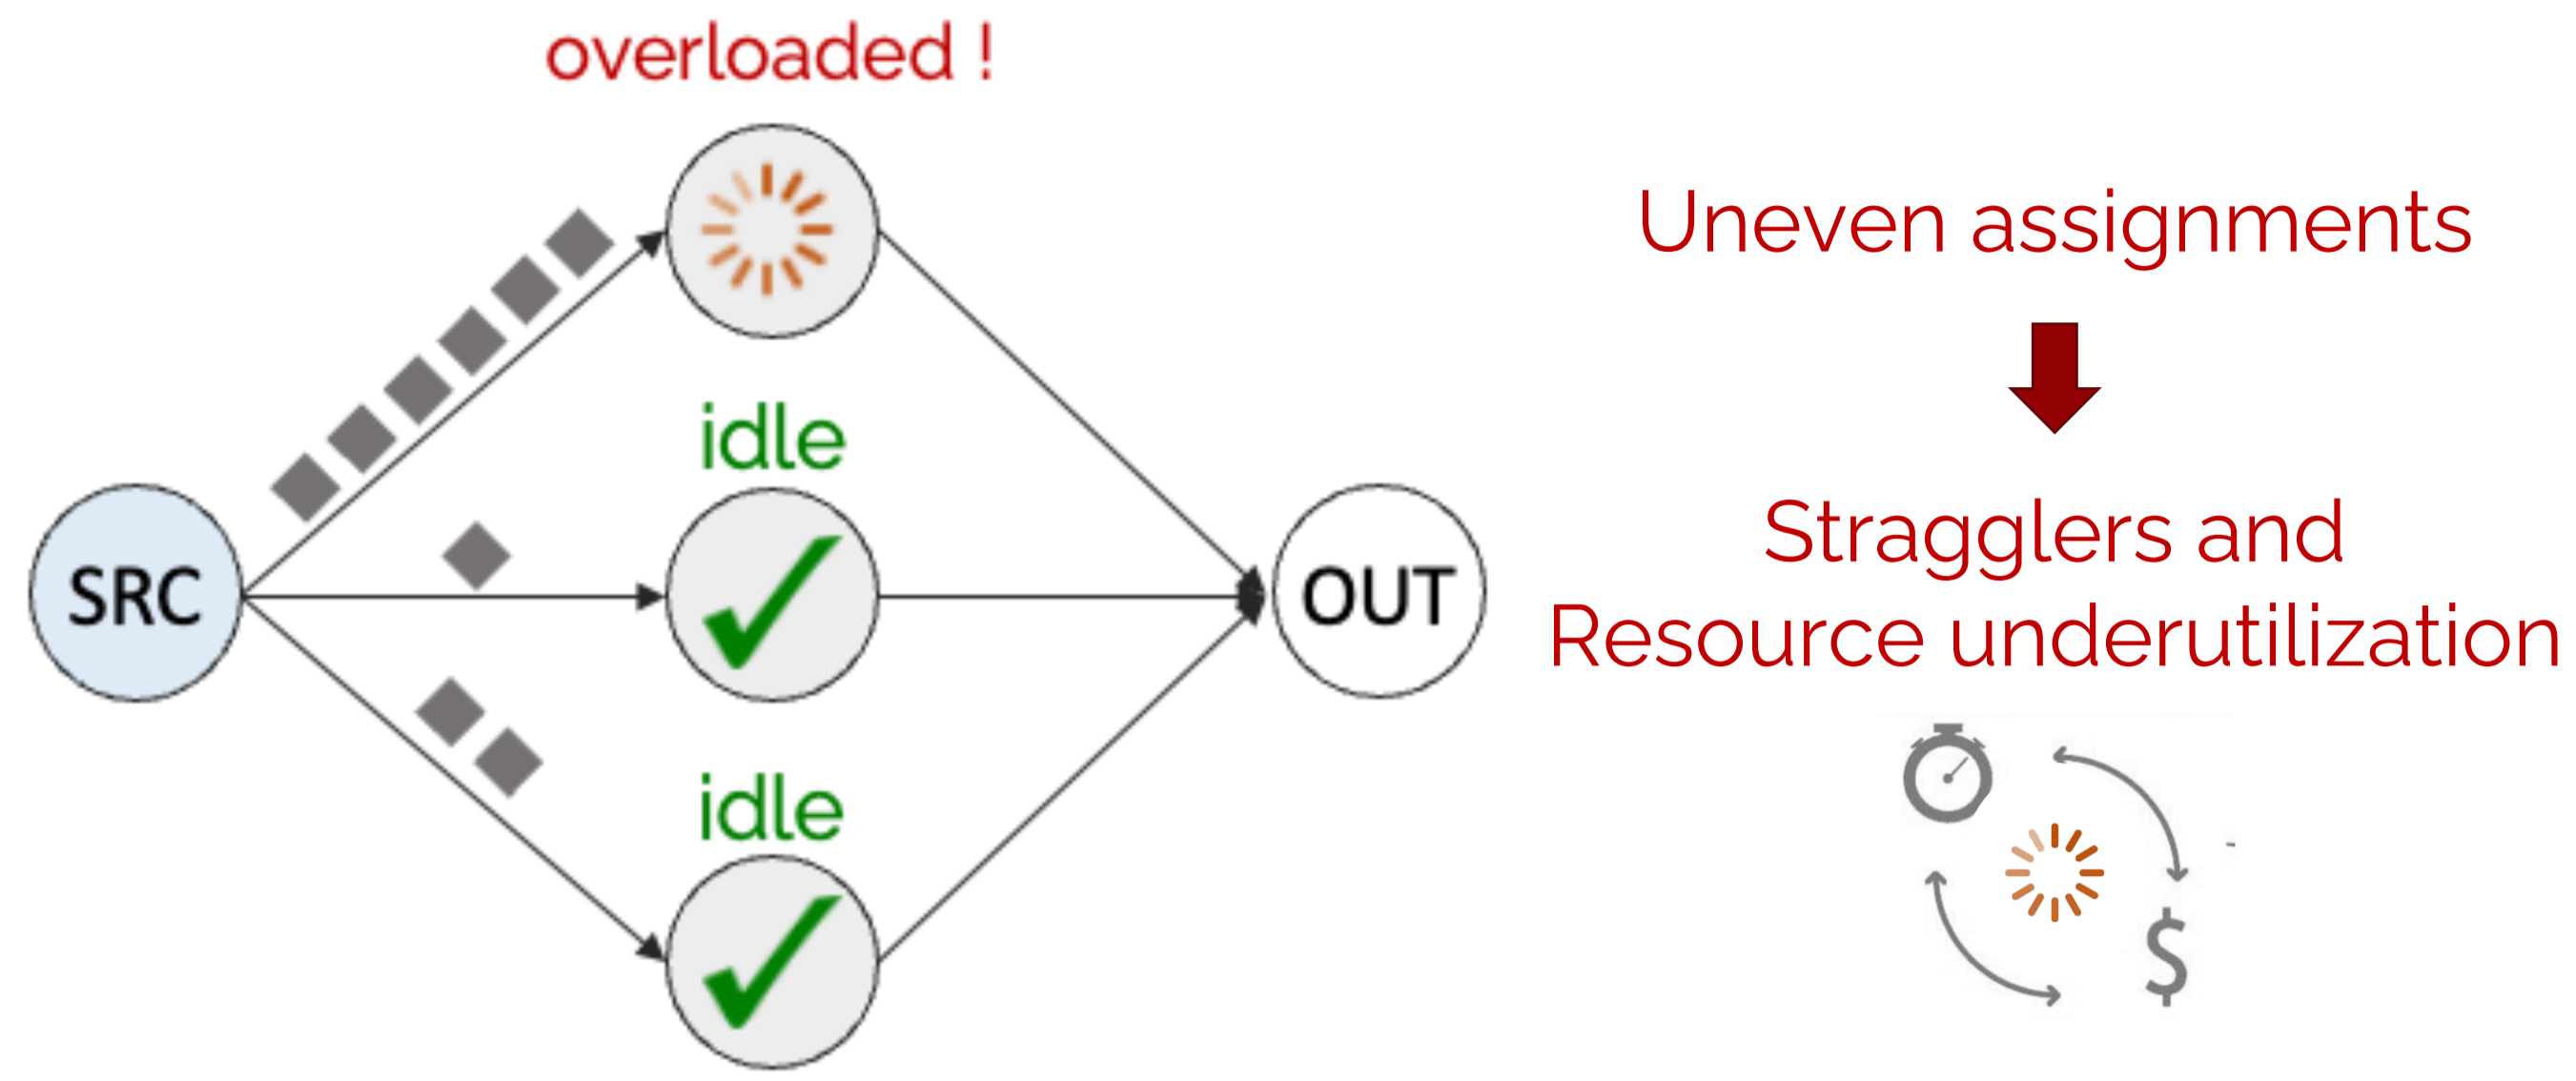 overloaded !
idle
SRC
OUT
idle
Uneven assignments
Stragglers and
Resource underutilization
$